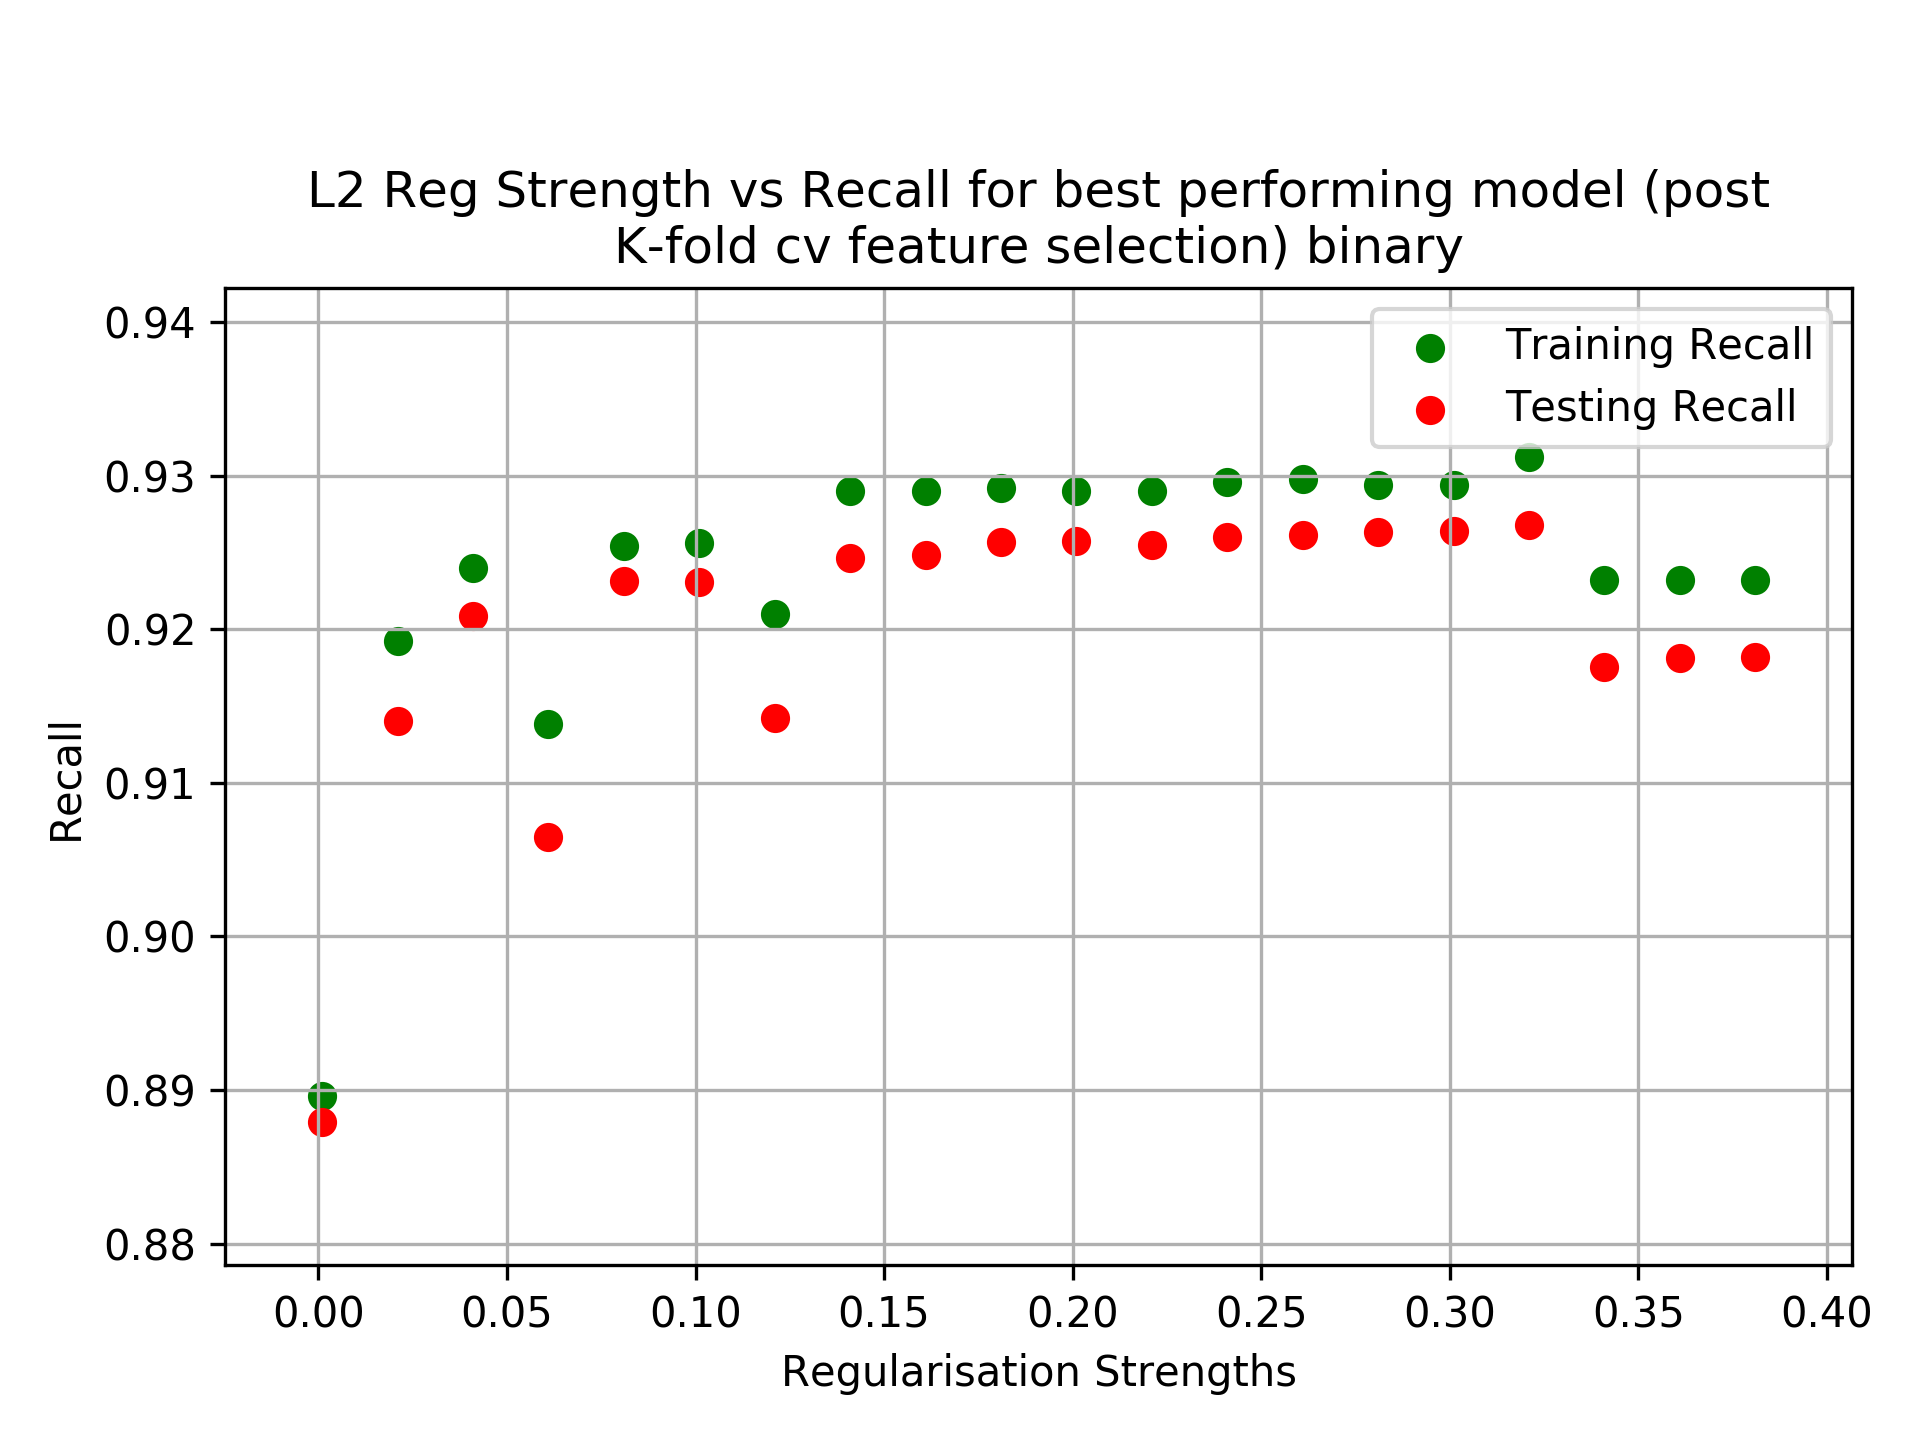 L2 Reg Strength vs Recall for best performing model (post
K-fold cv feature selection) binary
Training Recall
Testing Recall
0.94
0.93
0.92
0.91
0.90
0.89
0.88
Recall
0.00 0.05 0.10 0.15 0.20 0.25 0.30 0.35 0.40
Regularisation Strengths